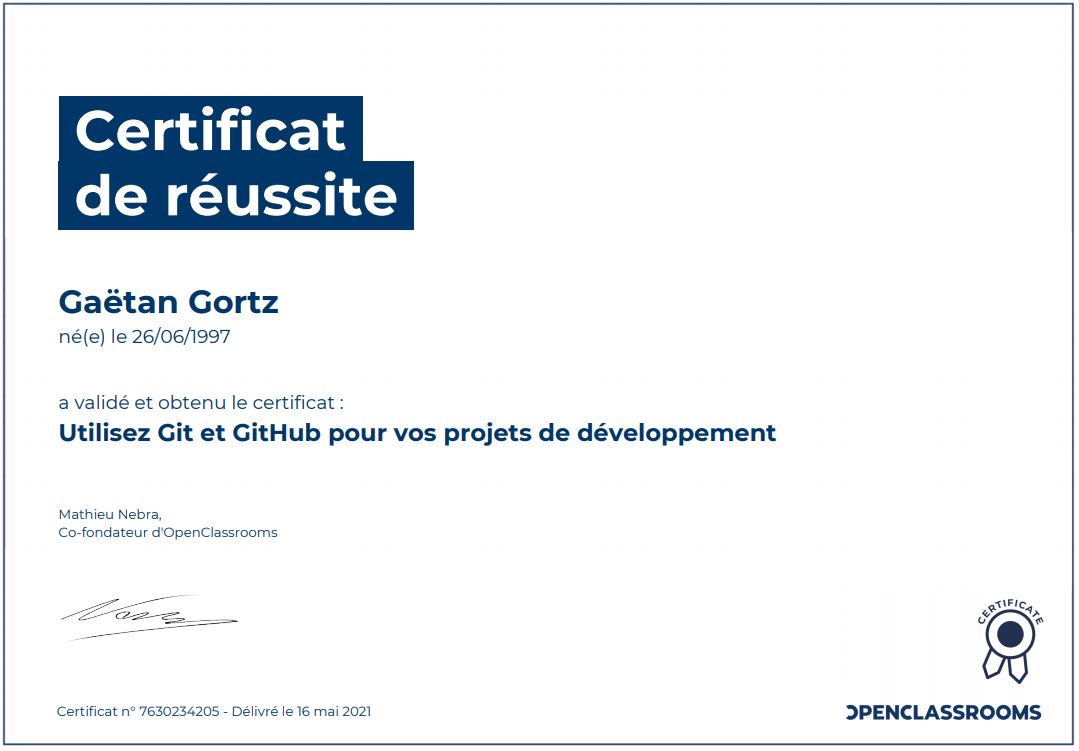 Certificat
de réussite
Gaëtan Gortz
né(e) le 26/06/1997
a validé et obtenu le certificat :
Utilisez Git et GitHub pour vos projets de développement
Mathieu Nebra,
Co-fondateur d'OpenClassrooms
CERTIFICATE
Certificat n° 7630234205 - Délivré le 16 mai 2021
OPENCLASSROOMS